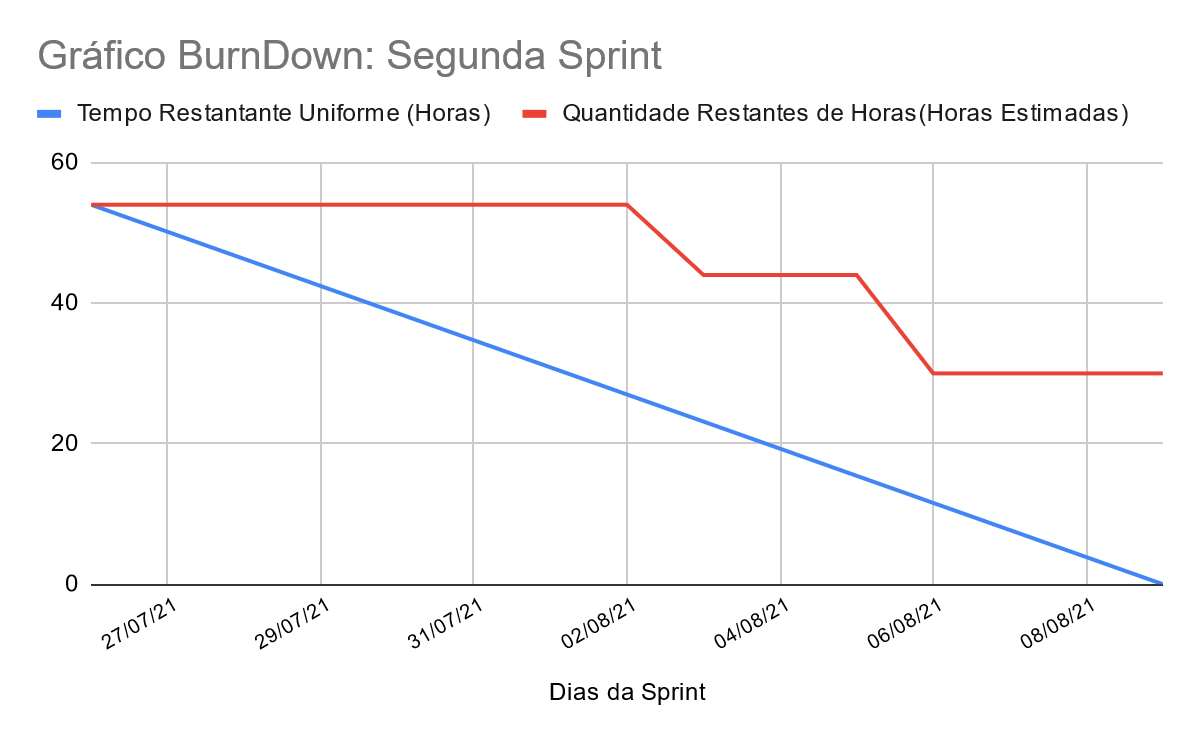 Gráfico BurnDown: Segunda Sprint
Tempo Restantante Uniforme (Horas)
Quantidade Restantes de Horas(Horas Estimadas)
60
40
20
0
27/07/21
29/07/21
31/07/21
02/08/21
04/08/21
06/08/21
08/08/21
Dias da Sprint